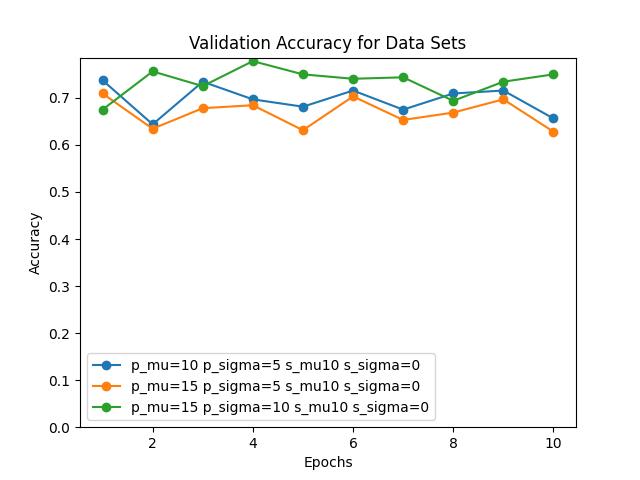 Validation Accuracy for Data Sets
Accuracy
0.7
0.6
0.5
0.4
0.3
0.2
0.1
0.0
p_mu=10 p_sigma=5 s_mu10 s_sigma=0
p_mu=15 p_sigma=5 s_mu10 s_sigma=0
p_mu=15 p_sigma=10 s_mu10 s_sigma=0
2 4 6 8 10
Epochs